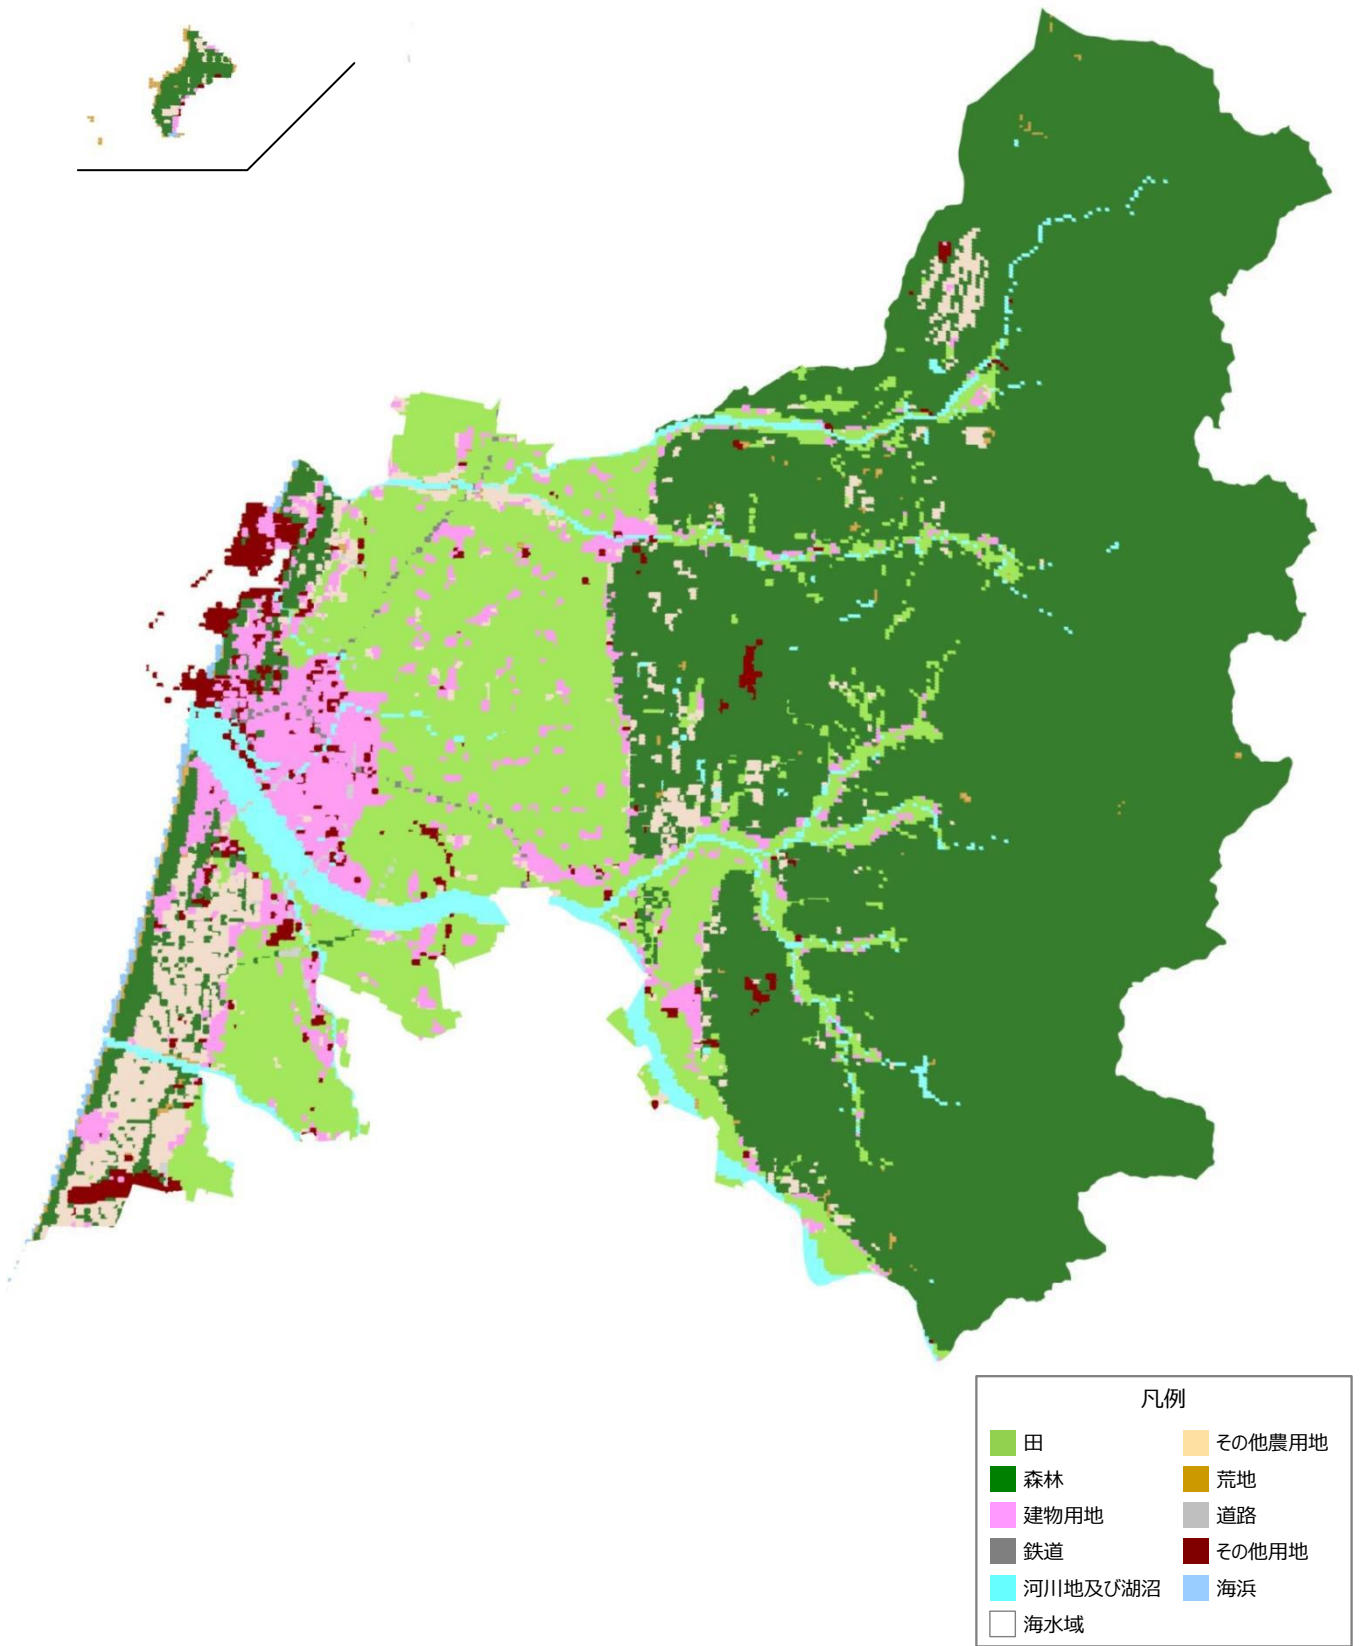 凡例
田
その他農用地
森林
荒地
建物用地
道路
鉄道
その他用地
河川地及び湖沼
海浜
海水域